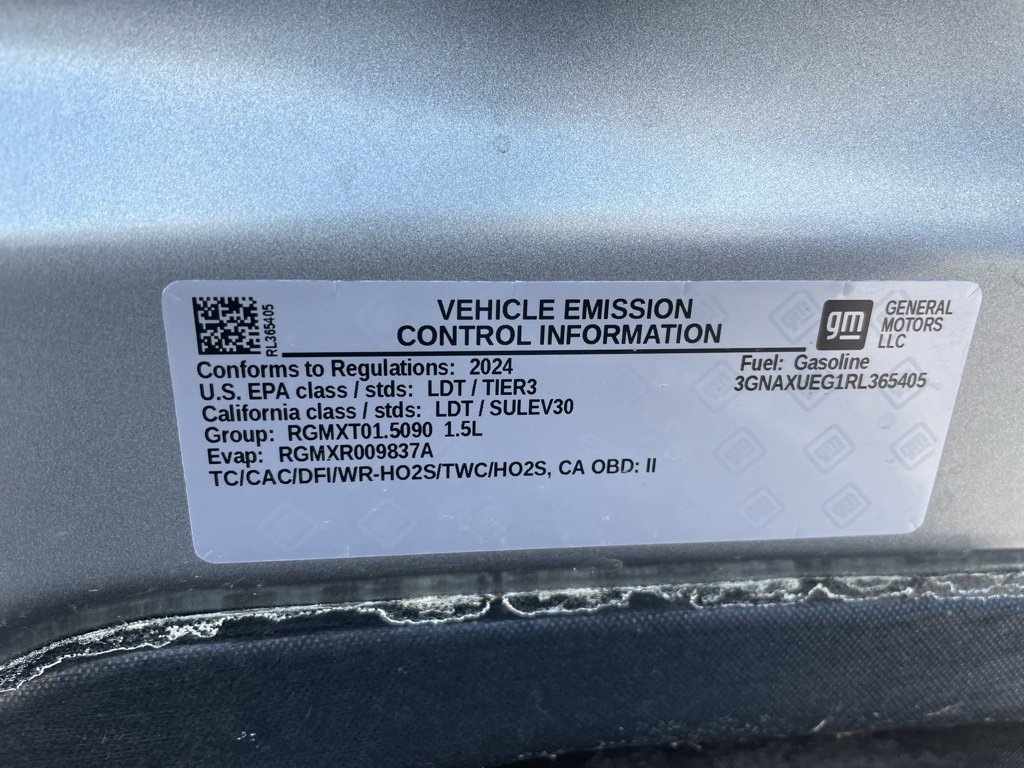 RL365405
VEHICLE EMISSION
CONTROL INFORMATION
gm
GENERAL
MOTORS
LLC
Conforms to Regulations: 2024
U.S. EPA class / stds: LDT / TIER3
California class / stds: LDT / SULEV30
Group: RGMXT01.5090 1.5L
Evap: RGMXR009837A
TC/CAC/DFI/WR-HO2S/TWC/HO2S, CA OBD: II
Fuel: Gasoline
3GNAXUEG1RL365405